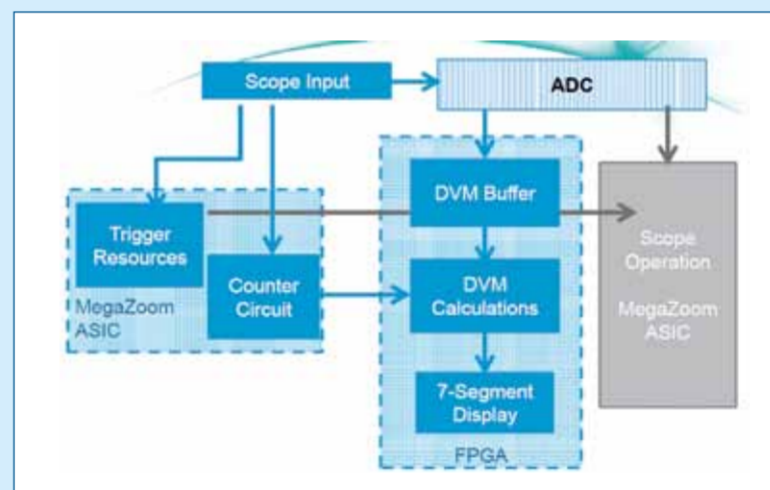 Scope Input
ADC
DVM Buffer
Trigger
Resources
Scope
Operation
MegaZoom
ASIC
Counter
Circuit
DVM
Calculations
MegaZoom
ASIC
7-Segment
Display
FPGA